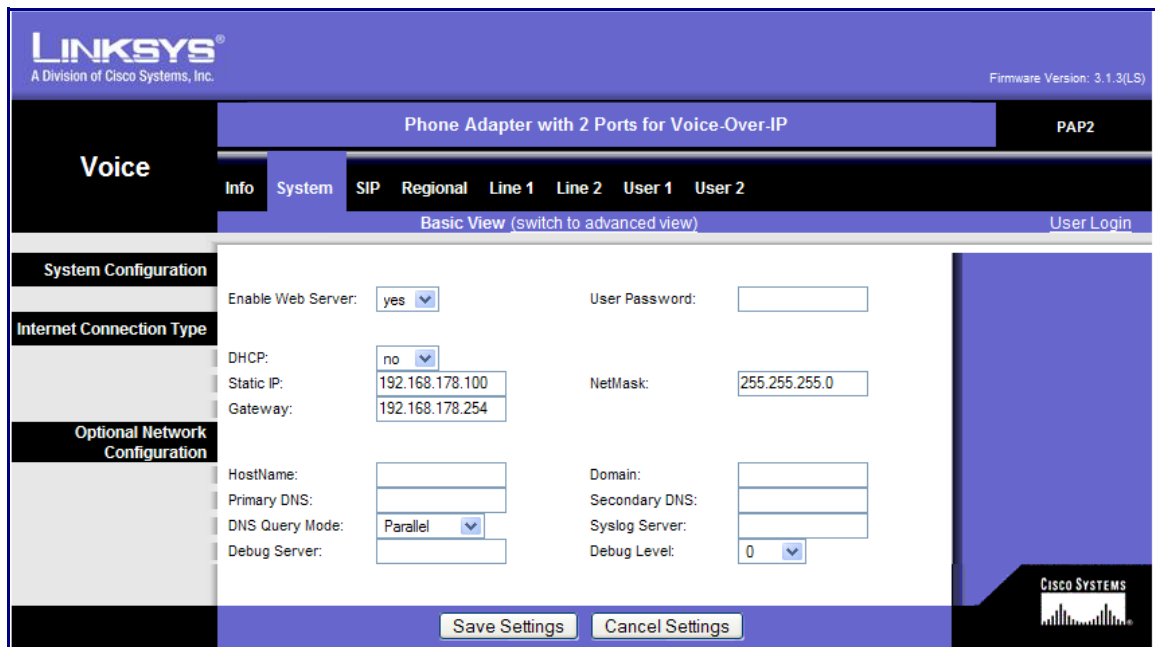 LINKSYS®
A Division of Cisco Systems, Inc.
Firmware Version: 3.1.3(LS)
Phone Adapter with 2 Ports for Voice-Over-IP
PAP2
Voice
Info System SIP Regional Line 1 Line 2 User 1 User 2
Basic View (switch to advanced view) User Login
System Configuration
Enable Web Server: yes User Password:
Internet Connection Type
DHCP: no
Static IP: 192.168.178.100 NetMask: 255.255.255.0
Gateway: 192.168.178.254
Optional Network
Configuration
HostName: Domain:
Primary DNS: Secondary DNS:
DNS Query Mode: Parallel Syslog Server:
Debug Server: Debug Level: 0
CISCO SYSTEMS
Save Settings Cancel Settings